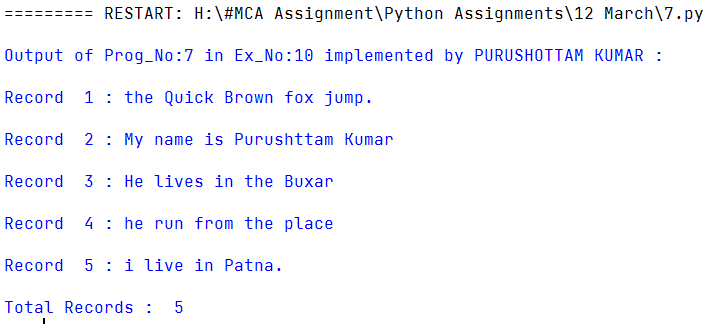 ========= RESTART: H:\#MCA Assignment\Python Assignments\12 March\7.py
Output of Prog_No:7 in Ex_No:10 implemented by PURUSHOTTAM KUMAR :
Record  1 : the Quick Brown fox jump.
Record  2 : My name is Purushttam Kumar
Record  3 : He lives in the Buxar
Record  4 : he run from the place
Record  5 : i live in Patna.
Total Records :  5